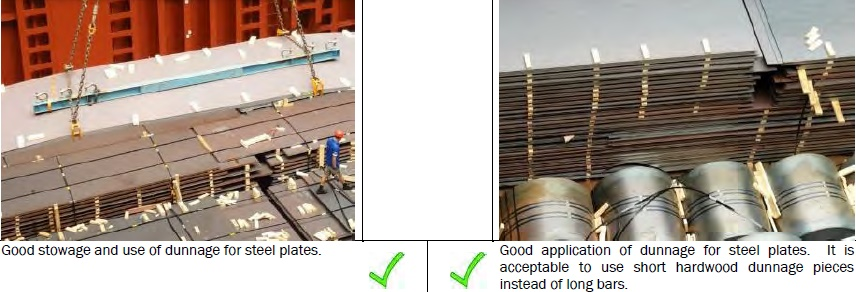 Good stowage and use of dunnage for steel plates.
Good application of dunnage for steel plates. It is
acceptable to use short hardwood dunnage pieces
instead of long bars.